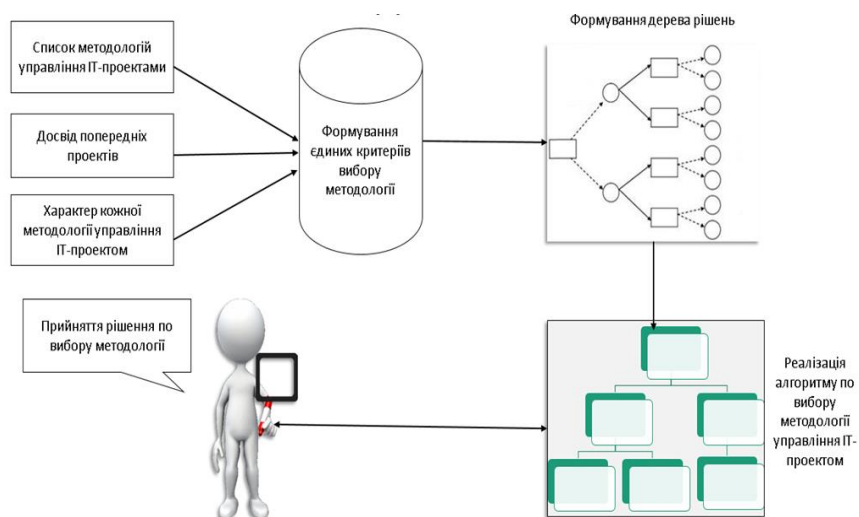 Список методологій
управління ІТ-проектами
Досвід попередніх
проектів
Характер кожної
методології управління
ІТ-проектом
Формування
єдиних критеріїв
вибору
методології
Формування дерева рішень
Прийняття рішення по
вибору методології
Реалізація
алгоритму по
вибору
методології
управління ІТ-
проектом